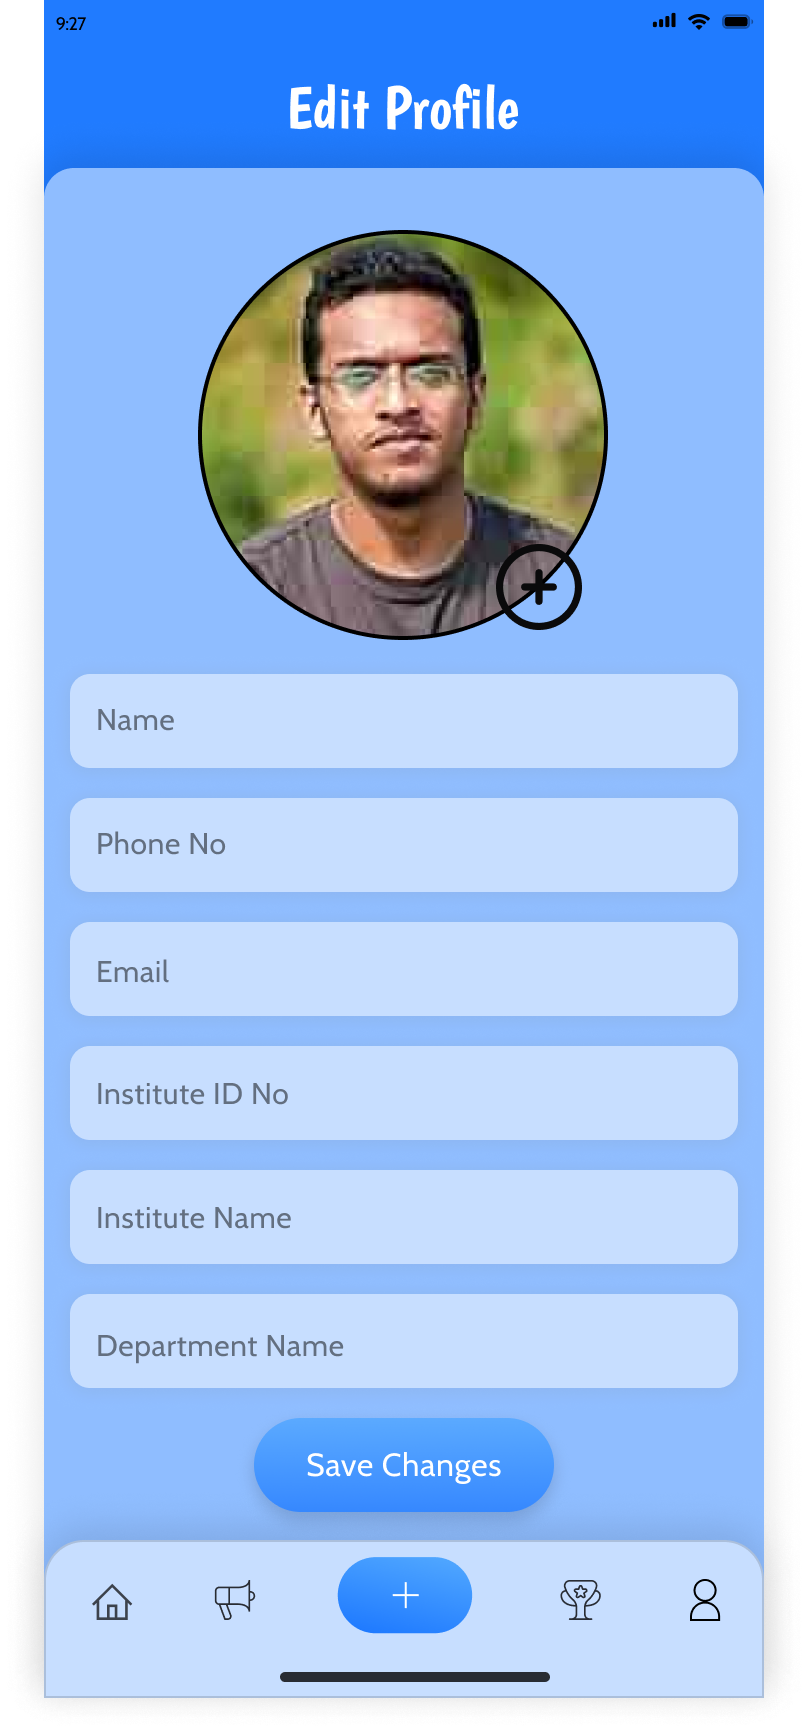 9:27
Edit Profile
Name
Phone No
Email
Institute ID No
Institute Name
Department Name
Save Changes